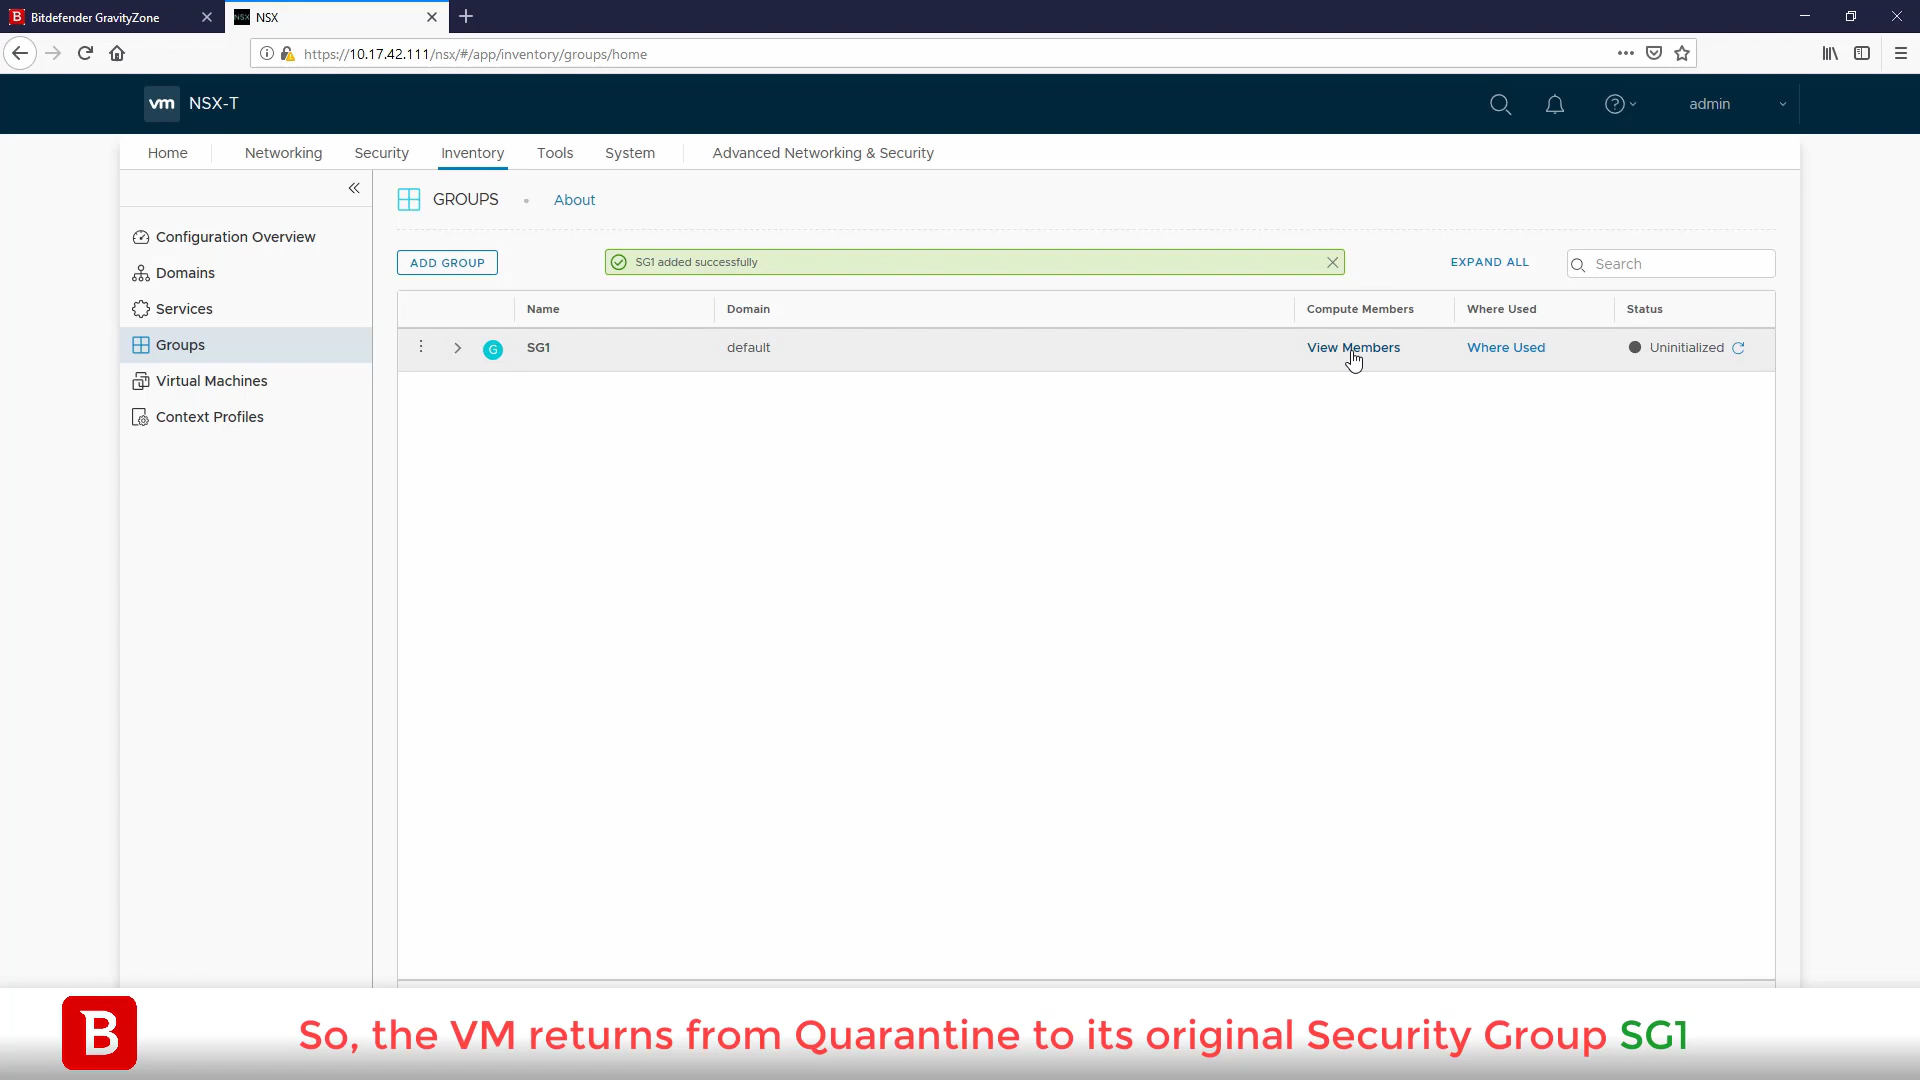 Bitdefender GravityZone
NSX NSX
https://10.17.42.111/nsx/#/app/inventory/groups/home
vm NSX-T
admin
Home Networking Security Inventory Tools System Advanced Networking & Security
GROUPS • About
Configuration Overview
Domains
Services
Groups
Virtual Machines
Context Profiles
ADD GROUP SG1 added successfully EXPAND ALL Search
Name Domain Compute Members Where Used Status
G SG1 default View Members Where Used Uninitialized
B So, the VM returns from Quarantine to its original Security Group SG1